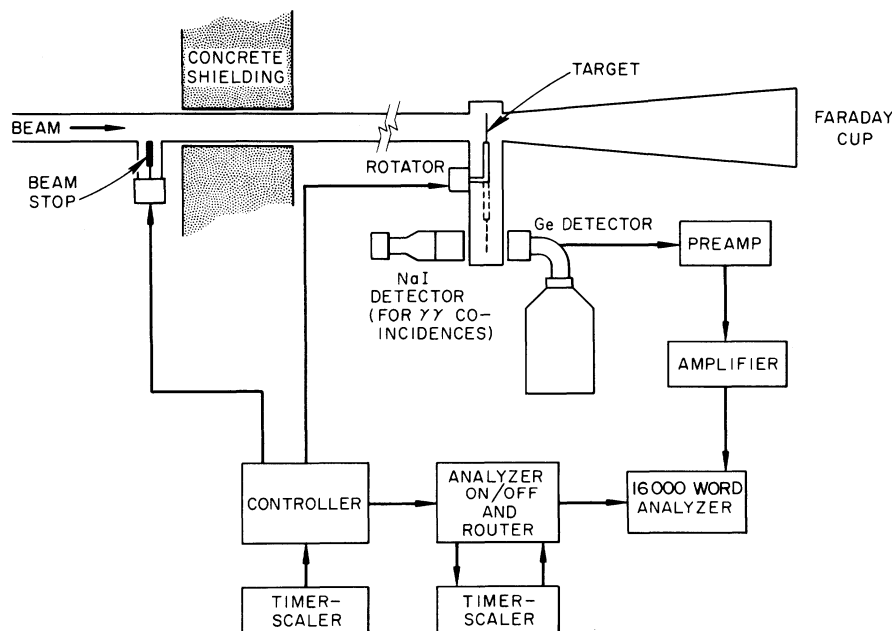 CONCRETE
SHIELDING
TARGET
BEAM
FARADAY
CUP
ROTATOR
BEAM
STOP
Ge DETECTOR
PREAMP
NaI
DETECTOR
(FOR γγ CO-
INCIDENCES)
AMPLIFIER
CONTROLLER
ANALYZER
ON/OFF
AND
ROUTER
16000 WORD
ANALYZER
TIMER-
SCALER
TIMER-
SCALER